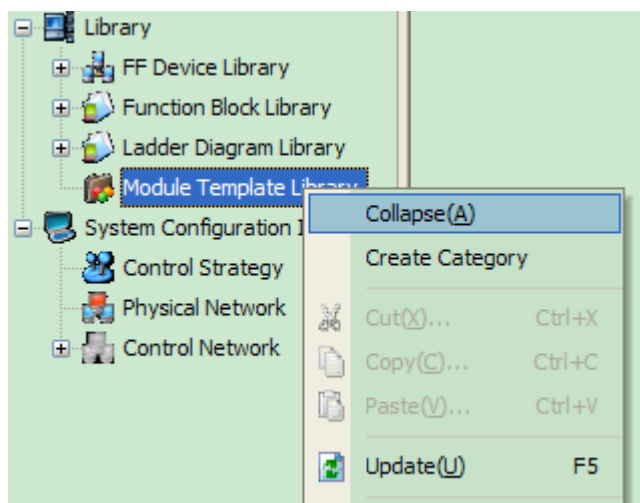 Library
FF Device Library
Function Block Library
Ladder Diagram Library
Module Template Library
System Configuration
Control Strategy
Physical Network
Control Network
Collapse(A)
Create Category
Cut(X)... Ctrl+X
Copy(C)... Ctrl+C
Paste(V)... Ctrl+V
Update(U) F5